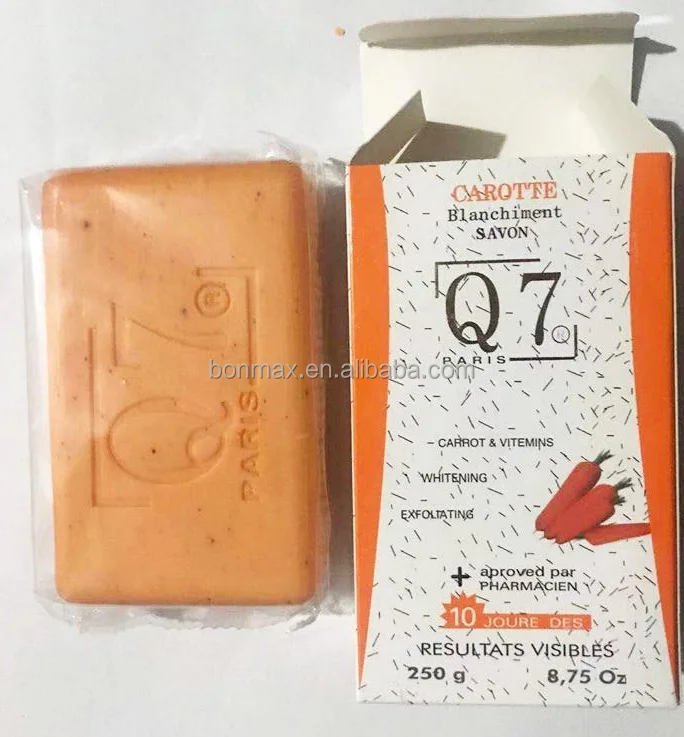 CAROTTE
Blanchiment
SAVON
Q7®
PARIS
CARROT & VITEMINS
WHITENING
EXFOLIATING
+ aproved par
PHARMACIEN
10 JOURE DES
RESULTATS VISIBLES
250 g 8,75 Oz
Q7®
PARIS
bonmax.en.alibaba.com